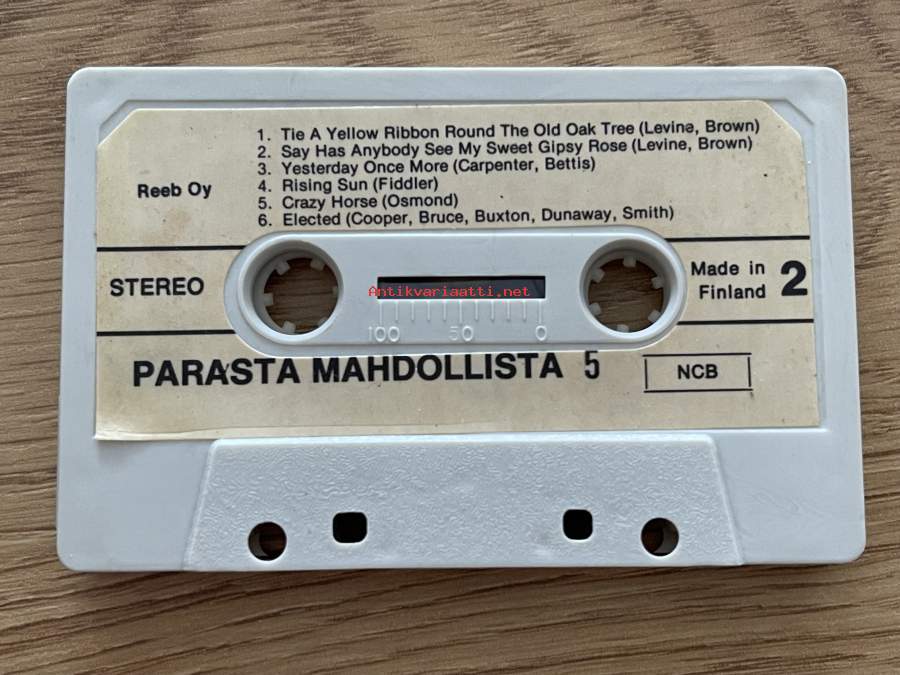 1. Tie A Yellow Ribbon Round The Old Oak Tree (Levine, Brown)
2. Say Has Anybody See My Sweet Gipsy Rose (Levine, Brown)
3. Yesterday Once More (Carpenter, Bettis)
4. Rising Sun (Fiddler)
5. Crazy Horse (Osmond)
6. Elected (Cooper, Bruce, Buxton, Dunaway, Smith)
Reeb Oy
STEREO
Made in
Finland
2
Antikvariaatti.net
100 50 0
PARASTA MAHDOLLISTA 5
NCB